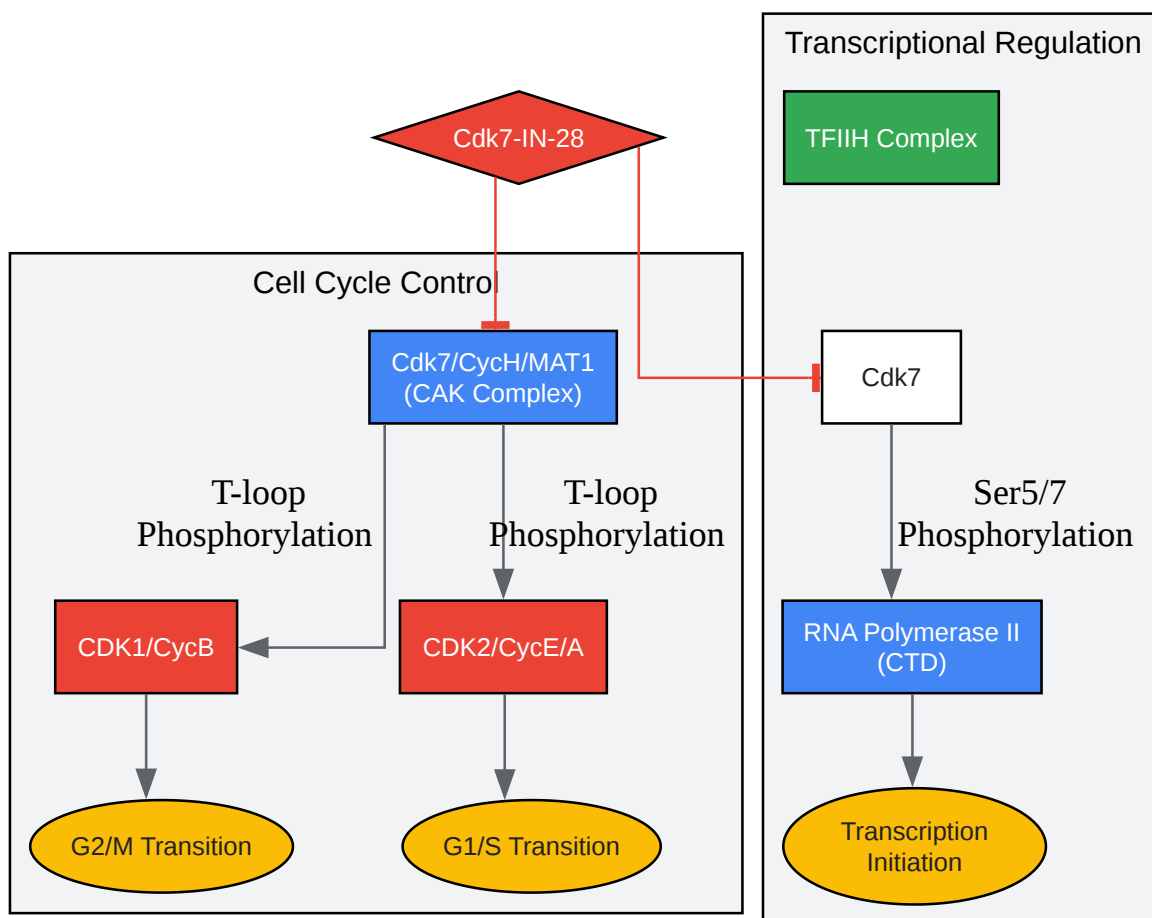 Transcriptional Regulation
Cdk7-IN-28
TFIIH Complex
Cell Cycle Control
Cdk7/CycH/MAT1
(CAK Complex)
Cdk7
T-loop
Phosphorylation
T-loop
Phosphorylation
Ser5/7
Phosphorylation
CDK1/CycB
CDK2/CycE/A
RNA Polymerase II
(CTD)
G2/M Transition
G1/S Transition
Transcription
Initiation